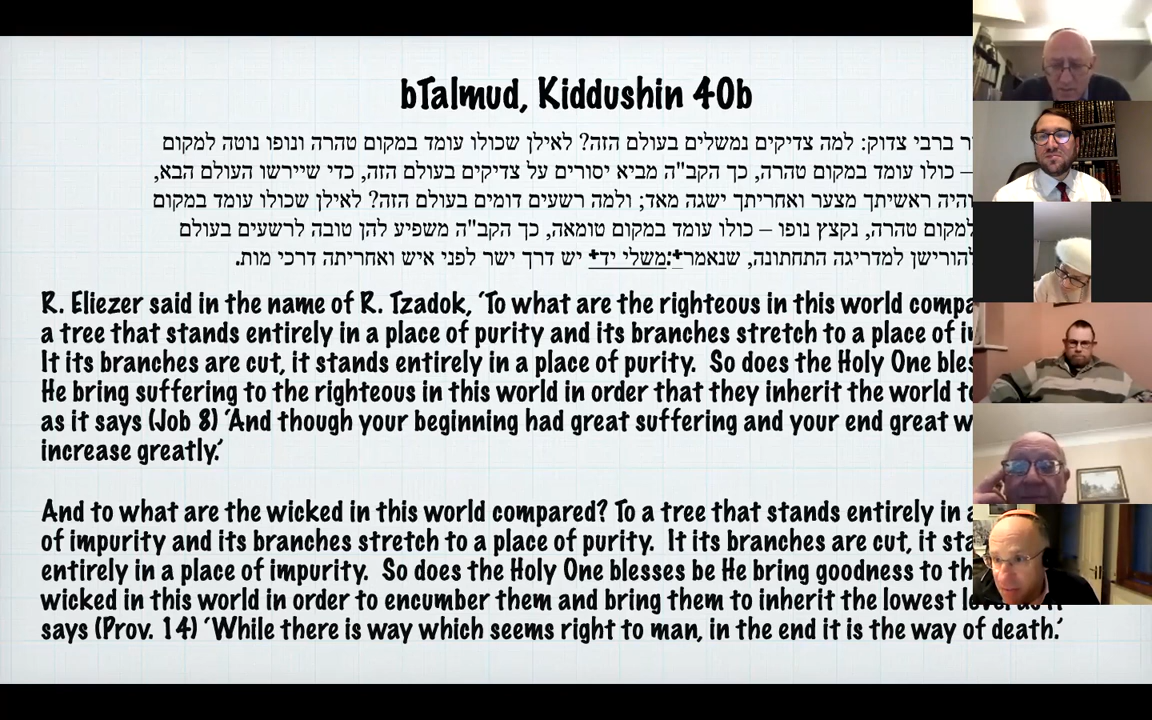 bTalmud, Kiddushin 40b
ברבי צדוק: למה צדיקים נמשלים בעולם הזה? לאילן שכולו עומד במקום טהרה ונופו נוטה למקום
– כולו עומד במקום טהרה, כך הקב"ה מביא יסורים על צדיקים בעולם הזה, כדי שיירשו העולם הבא,
והיה ראשיתך מצער ואחריתך ישגה מאד; ולמה רשעים דומים בעולם הזה? לאילן שכולו עומד במקום
למקום טהרה, נקצץ נופו – כולו עומד במקום טומאה, כך הקב"ה משפיע להן טובה לרשעים בעולם
להורישן למדריגה התחתונה, שנאמר:+משלי יד+ יש דרך ישר לפני איש ואחריתה דרכי מות.
R. Eliezer said in the name of R. Tzadok, ‘To what are the righteous in this world
a tree that stands entirely in a place of purity and its branches stretch to a place of
It its branches are cut, it stands entirely in a place of purity. So does the Holy One
He bring suffering to the righteous in this world in order that they inherit the world
as it says (Job 8) ‘And though your beginning had great suffering and your end great
increase greatly.’
And to what are the wicked in this world compared? To a tree that stands entirely in a
of impurity and its branches stretch to a place of purity. It its branches are cut, it
entirely in a place of impurity. So does the Holy One blesses be He bring goodness to
wicked in this world in order to encumber them and bring them to inherit the lowest
says (Prov. 14) ‘While there is way which seems right to man, in the end it is the way of death.’